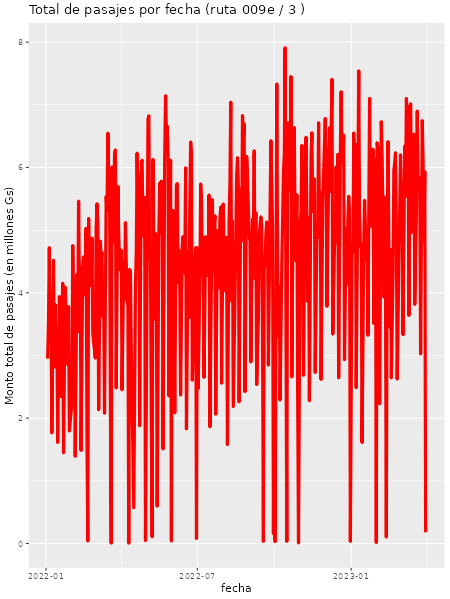 Total de pasajes por fecha (ruta 009e / 3 )
Monto total de pasajes (en millones Gs)
8
6
4
2
0
2022-01
2022-07
2023-01
fecha